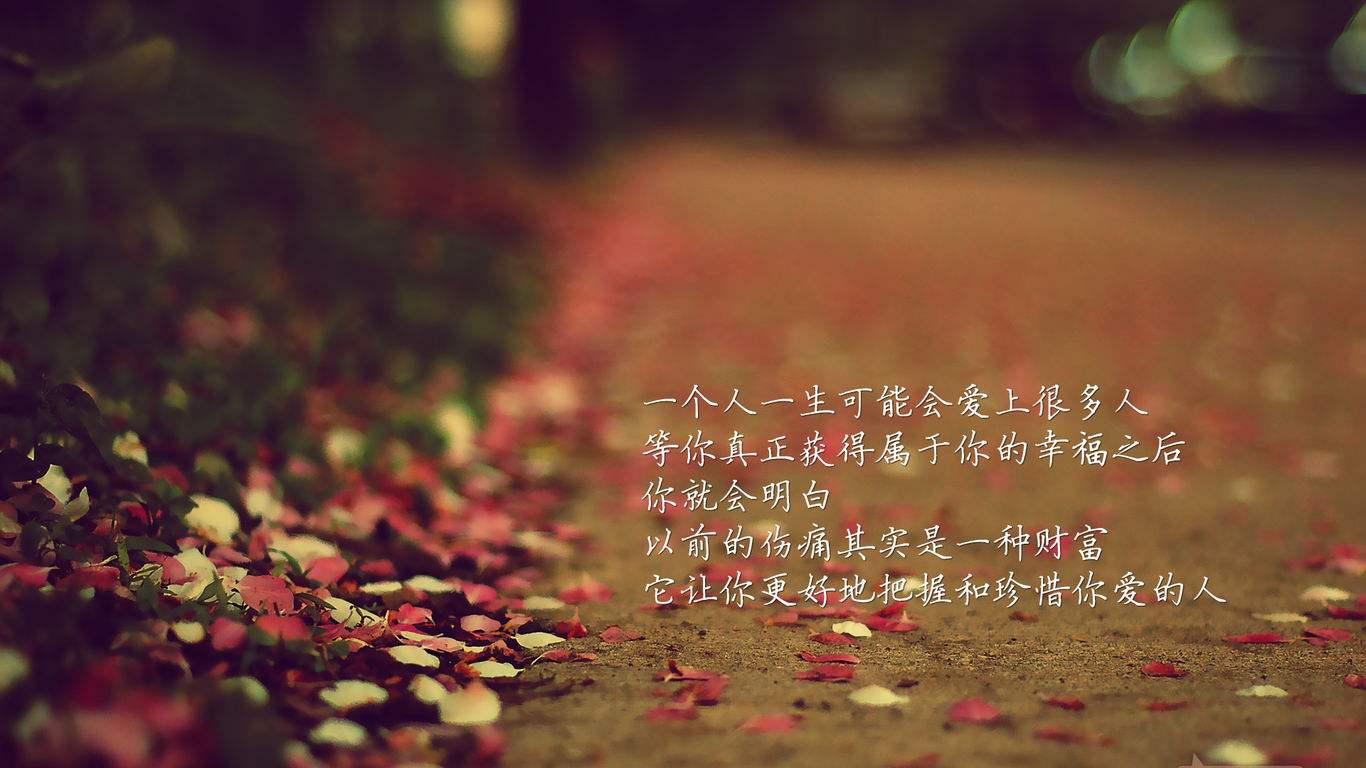 一个人一生可能会爱上很多人
等你真正获得属于你的幸福之后
你就会明白
以前的伤痛其实是一种财富
它让你更好地把握和珍惜你爱的人